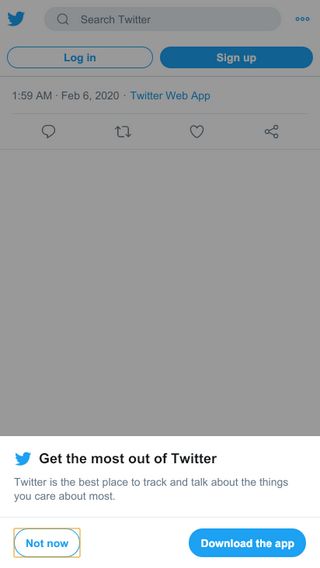 Search Twitter
Log in
Sign up
1:59 AM · Feb 6, 2020 · Twitter Web App
Get the most out of Twitter
Twitter is the best place to track and talk about the things
you care about most.
Not now
Download the app